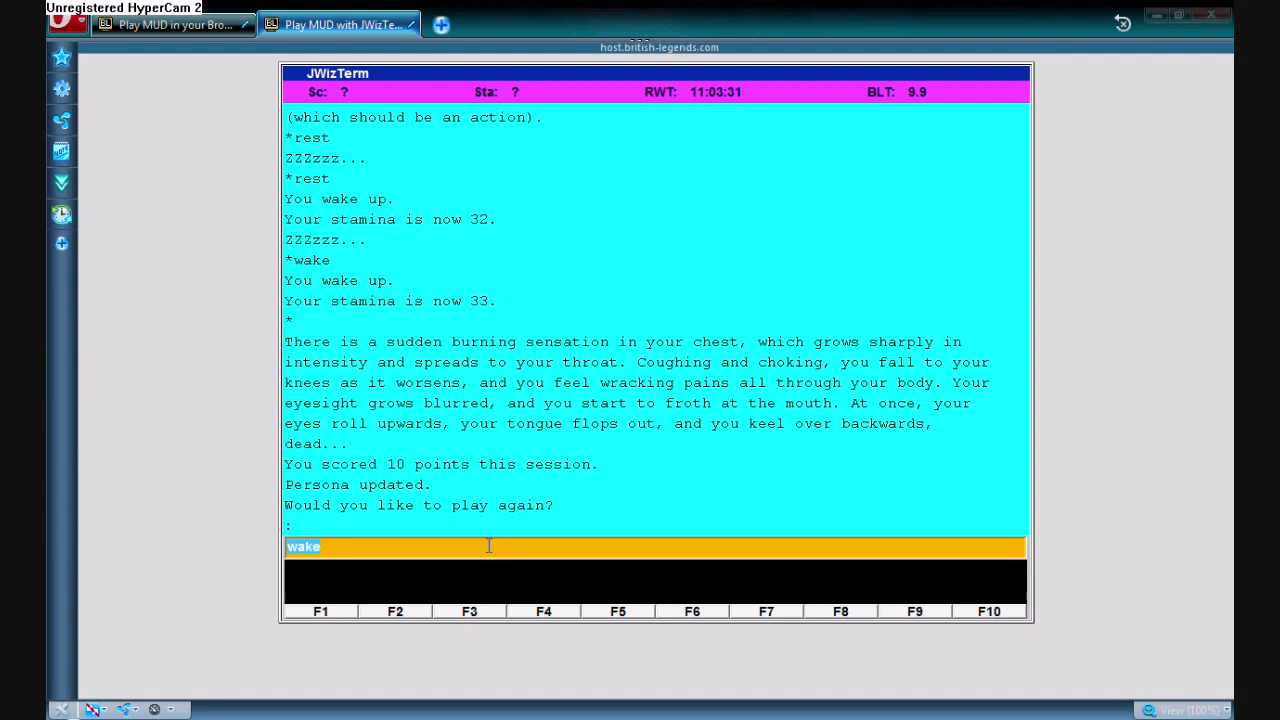 Unregistered HyperCam 2
Play MUD in your Bro...
Play MUD with JWizTe...
host.british-legends.com
JWizTerm
Sc: ? Sta: ? RWT: 11:03:31 BLT: 9.9
(which should be an action).
*rest
ZZZzzz...
*rest
You wake up.
Your stamina is now 32.
ZZZzzz...
*wake
You wake up.
Your stamina is now 33.
*
There is a sudden burning sensation in your chest, which grows sharply in
intensity and spreads to your throat. Coughing and choking, you fall to your
knees as it worsens, and you feel wracking pains all through your body. Your
eyesight grows blurred, and you start to froth at the mouth. At once, your
eyes roll upwards, your tongue flops out, and you keel over backwards,
dead...
You scored 10 points this session.
Persona updated.
Would you like to play again?
:
wake
F1 F2 F3 F4 F5 F6 F7 F8 F9 F10
View (100%)